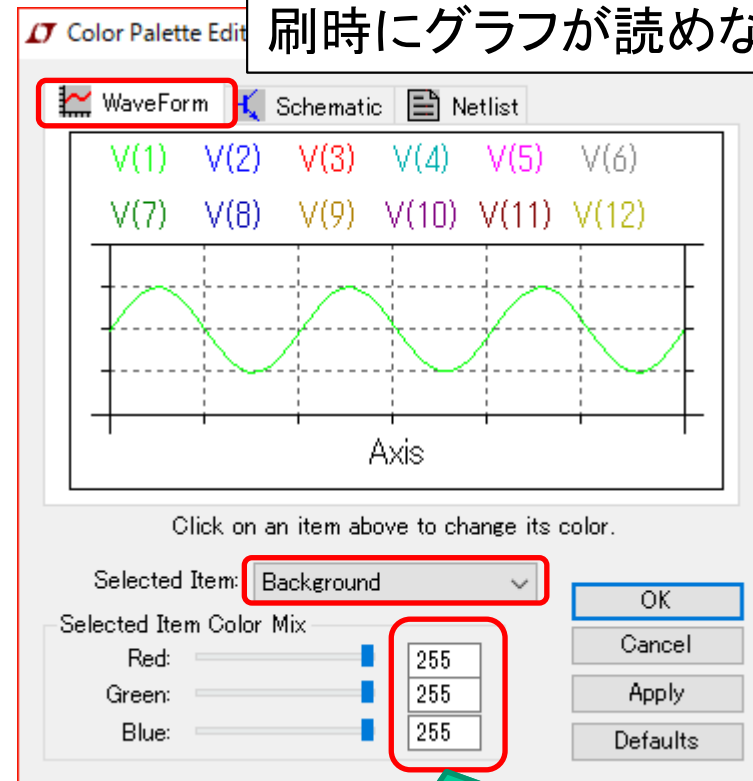 刷時にグラフが読めな
Color Palette Edit
WaveForm Schematic Netlist
V(1) V(2) V(3) V(4) V(5) V(6)
V(7) V(8) V(9) V(10) V(11) V(12)
Axis
Click on an item above to change its color.
Selected Item: Background
OK
Selected Item Color Mix
Cancel
Red: 255
Green: 255
Apply
Blue: 255
Defaults